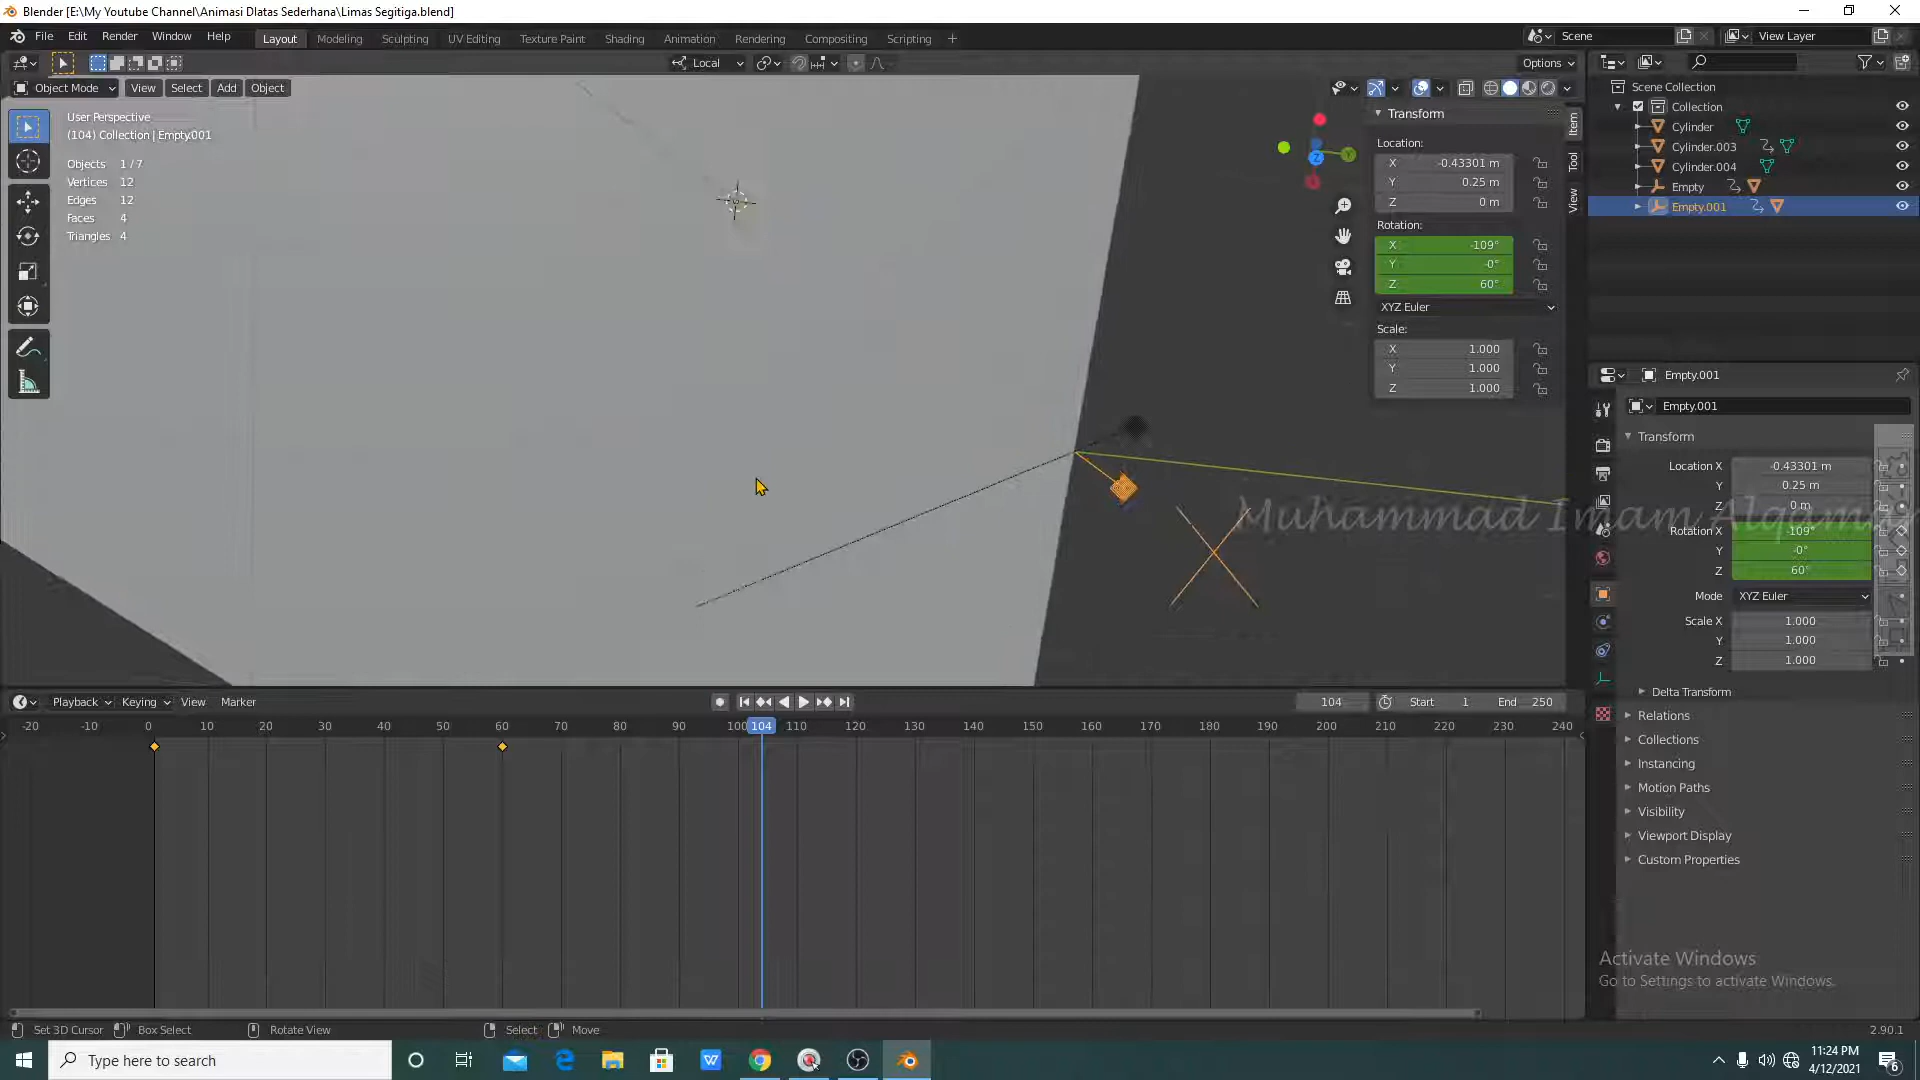 Blender [E:\My Youtube Channel\Animasi DIatas Sederhana\Limas Segitiga.blend]
File Edit Render Window Help
Layout Modeling Sculpting UV Editing Texture Paint Shading Animation Rendering Compositing Scripting
Scene
View Layer
Local
Options
Object Mode View Select Add Object
User Perspective
(104) Collection | Empty.001
Objects 1 / 7
Vertices 12
Edges 12
Faces 4
Triangles 4
Transform
Location:
X -0.43301 m
Y 0.25 m
Z 0 m
Rotation:
X -109°
Y -0°
Z 60°
XYZ Euler
Scale:
X 1.000
Y 1.000
Z 1.000
Item
Tool
View
Scene Collection
Collection
Cylinder
Cylinder.003
Cylinder.004
Empty
Empty.001
Empty.001
Empty.001
Transform
Location X -0.43301 m
Y 0.25 m
Z 0 m
Rotation X -109°
Y -0°
Z 60°
Mode XYZ Euler
Scale X 1.000
Y 1.000
Z 1.000
Delta Transform
Relations
Collections
Instancing
Motion Paths
Visibility
Viewport Display
Custom Properties
Muhammad Imam
Playback Keying View Marker
104 Start 1 End 250
-20 -10 0 10 20 30 40 50 60 70 80 90 100 104 110 120 130 140 150 160 170 180 190 200 210 220 230 240
Activate Windows
Go to Settings to activate Windows.
Set 3D Cursor Box Select Rotate View Select Move
2.90.1
Type here to search
11:24 PM
4/12/2021
6